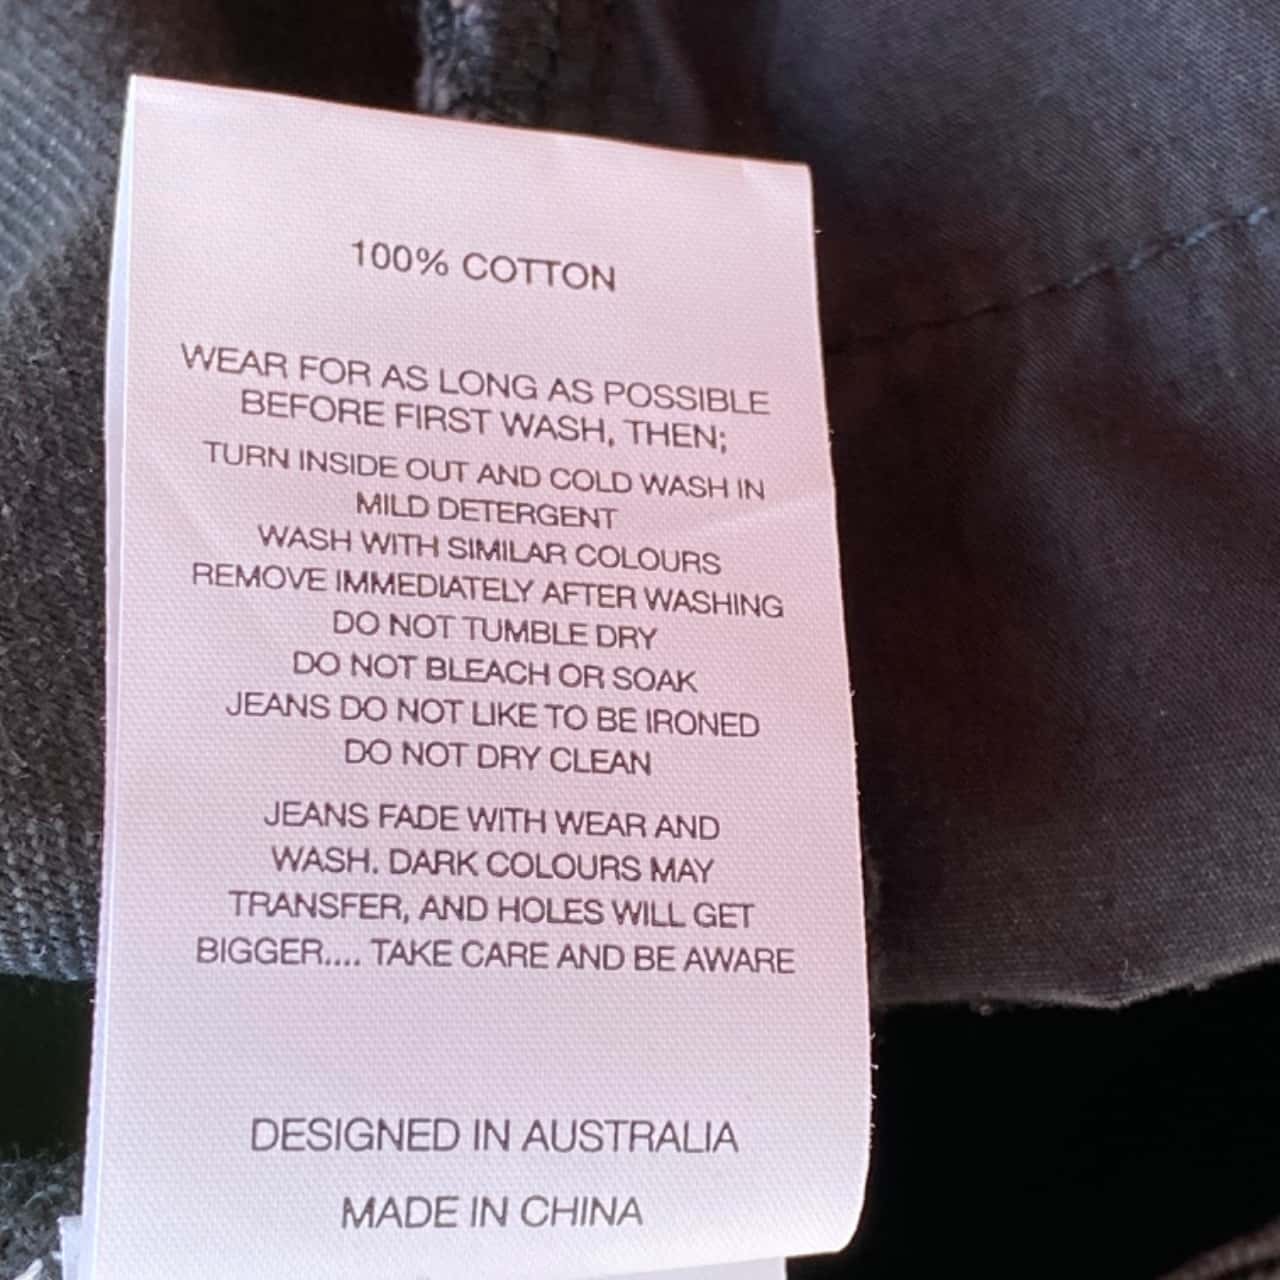 100% COTTON
WEAR FOR AS LONG AS POSSIBLE
BEFORE FIRST WASH, THEN;
TURN INSIDE OUT AND COLD WASH IN
MILD DETERGENT
WASH WITH SIMILAR COLOURS
REMOVE IMMEDIATELY AFTER WASHING
DO NOT TUMBLE DRY
DO NOT BLEACH OR SOAK
JEANS DO NOT LIKE TO BE IRONED
DO NOT DRY CLEAN
JEANS FADE WITH WEAR AND
WASH. DARK COLOURS MAY
TRANSFER, AND HOLES WILL GET
BIGGER.... TAKE CARE AND BE AWARE
DESIGNED IN AUSTRALIA
MADE IN CHINA